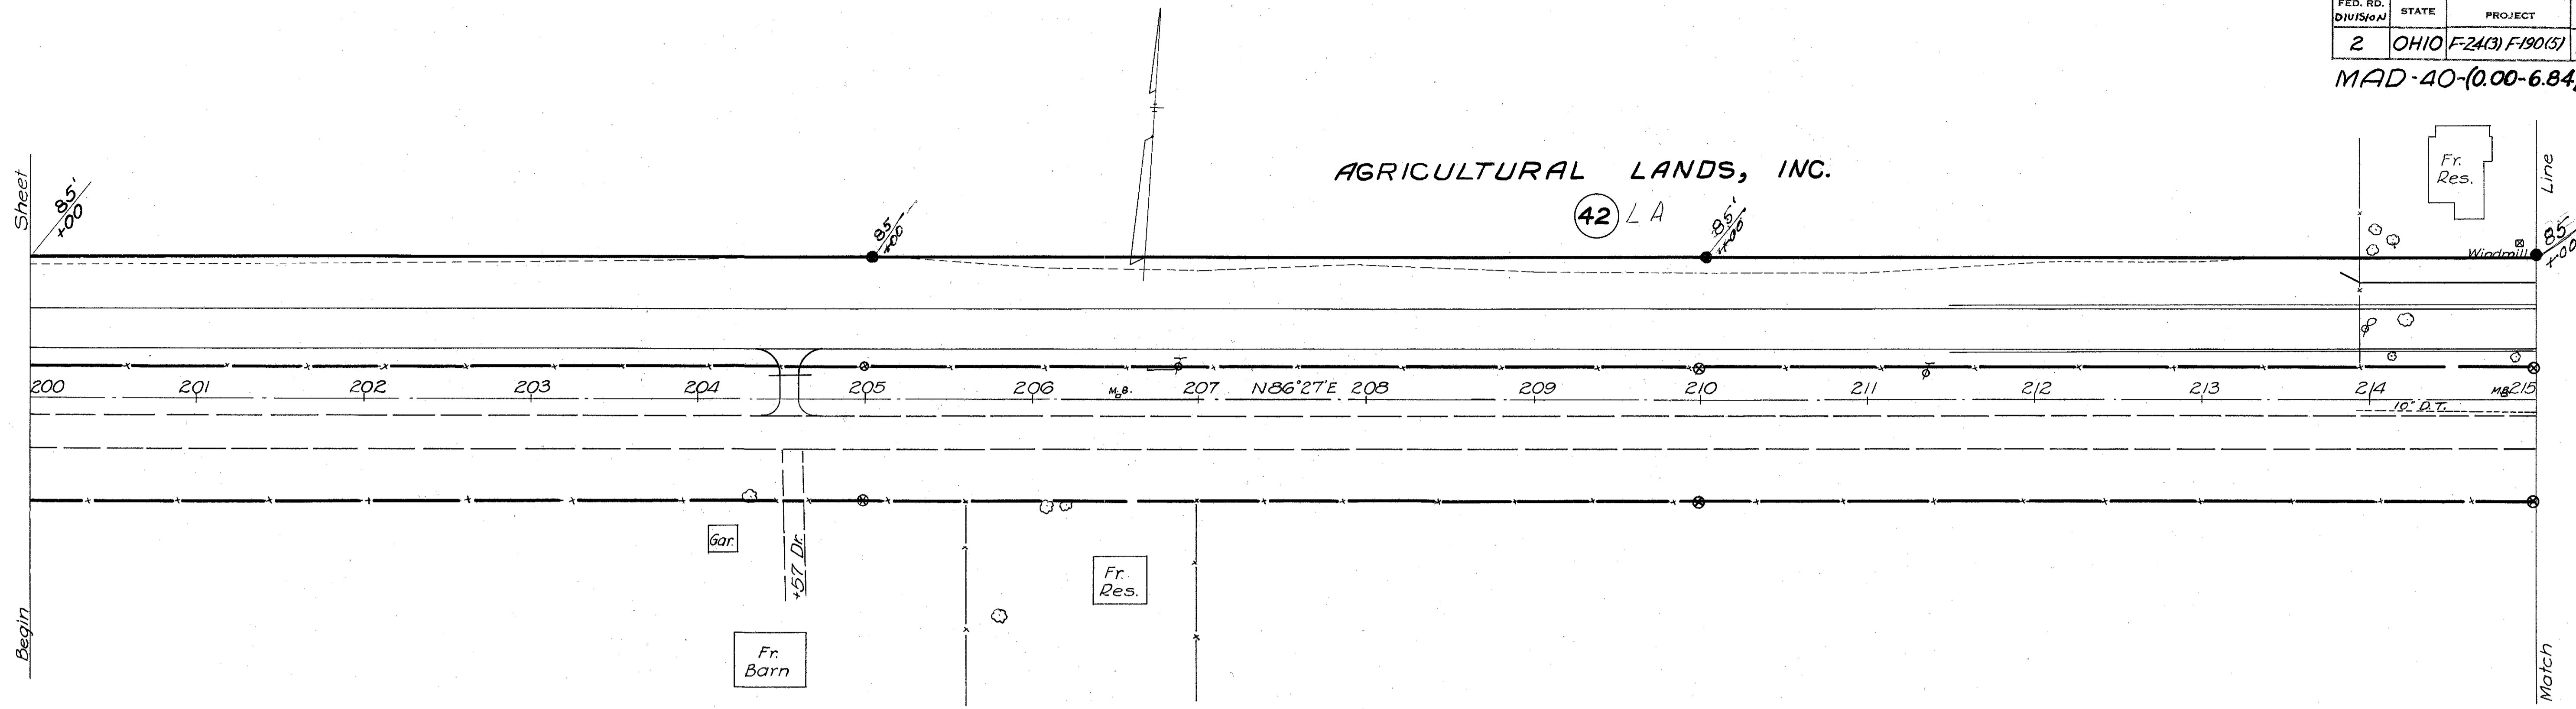 FED. RD. DIVISION STATE PROJECT
2 OHIO F-24(3) F-190(5)
MAD-40-(0.00-6.84)
AGRICULTURAL LANDS, INC.
42 LA
Sheet
Line
85' +00
85' +00
85' +00
85 +00
Fr. Res.
Windmill
200 201 202 203 204 205 206 M.B. 207 N86°27'E 208 209 210 211 212 213 214 M.B. 215
10" D.T.
Gar.
+57 Dr.
Fr. Res.
Fr. Barn
Begin
Match